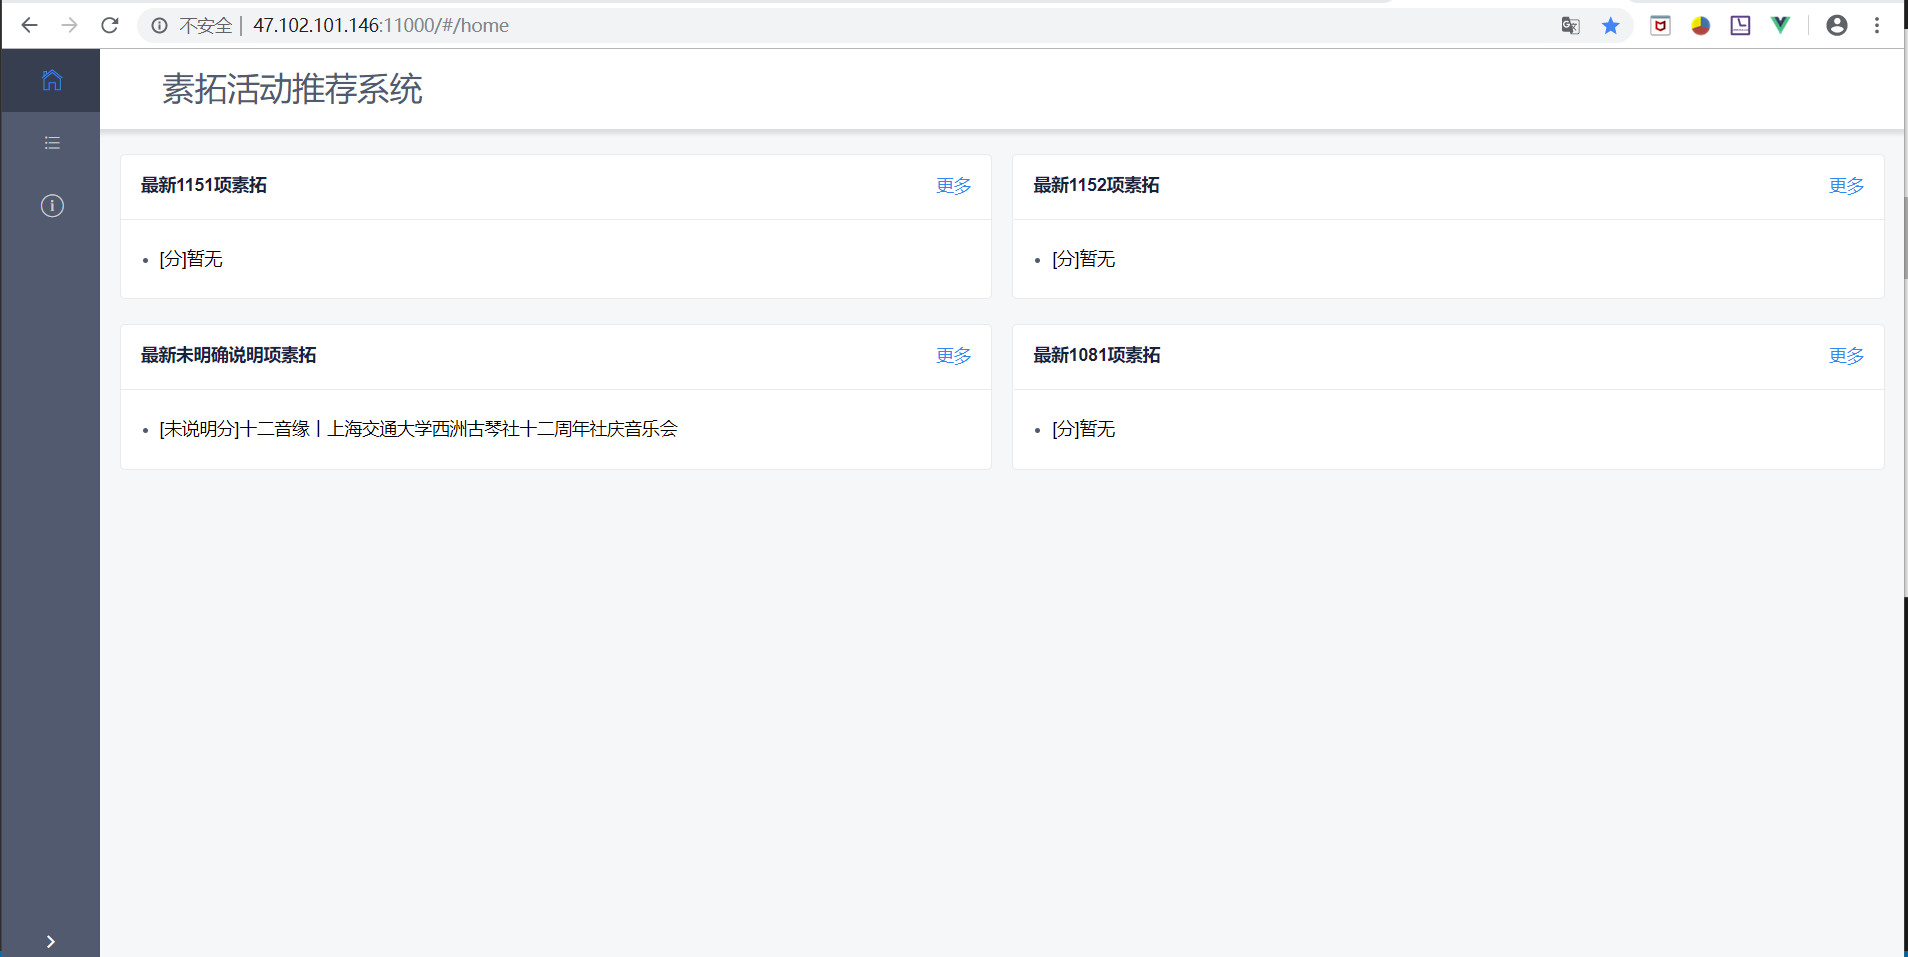 不安全 | 47.102.101.146:11000/#/home
素拓活动推荐系统
最新1151项素拓 更多
[分]暂无
最新1152项素拓 更多
[分]暂无
最新未明确说明项素拓 更多
[未说明分]十二音缘丨上海交通大学西洲古琴社十二周年社庆音乐会
最新1081项素拓 更多
[分]暂无